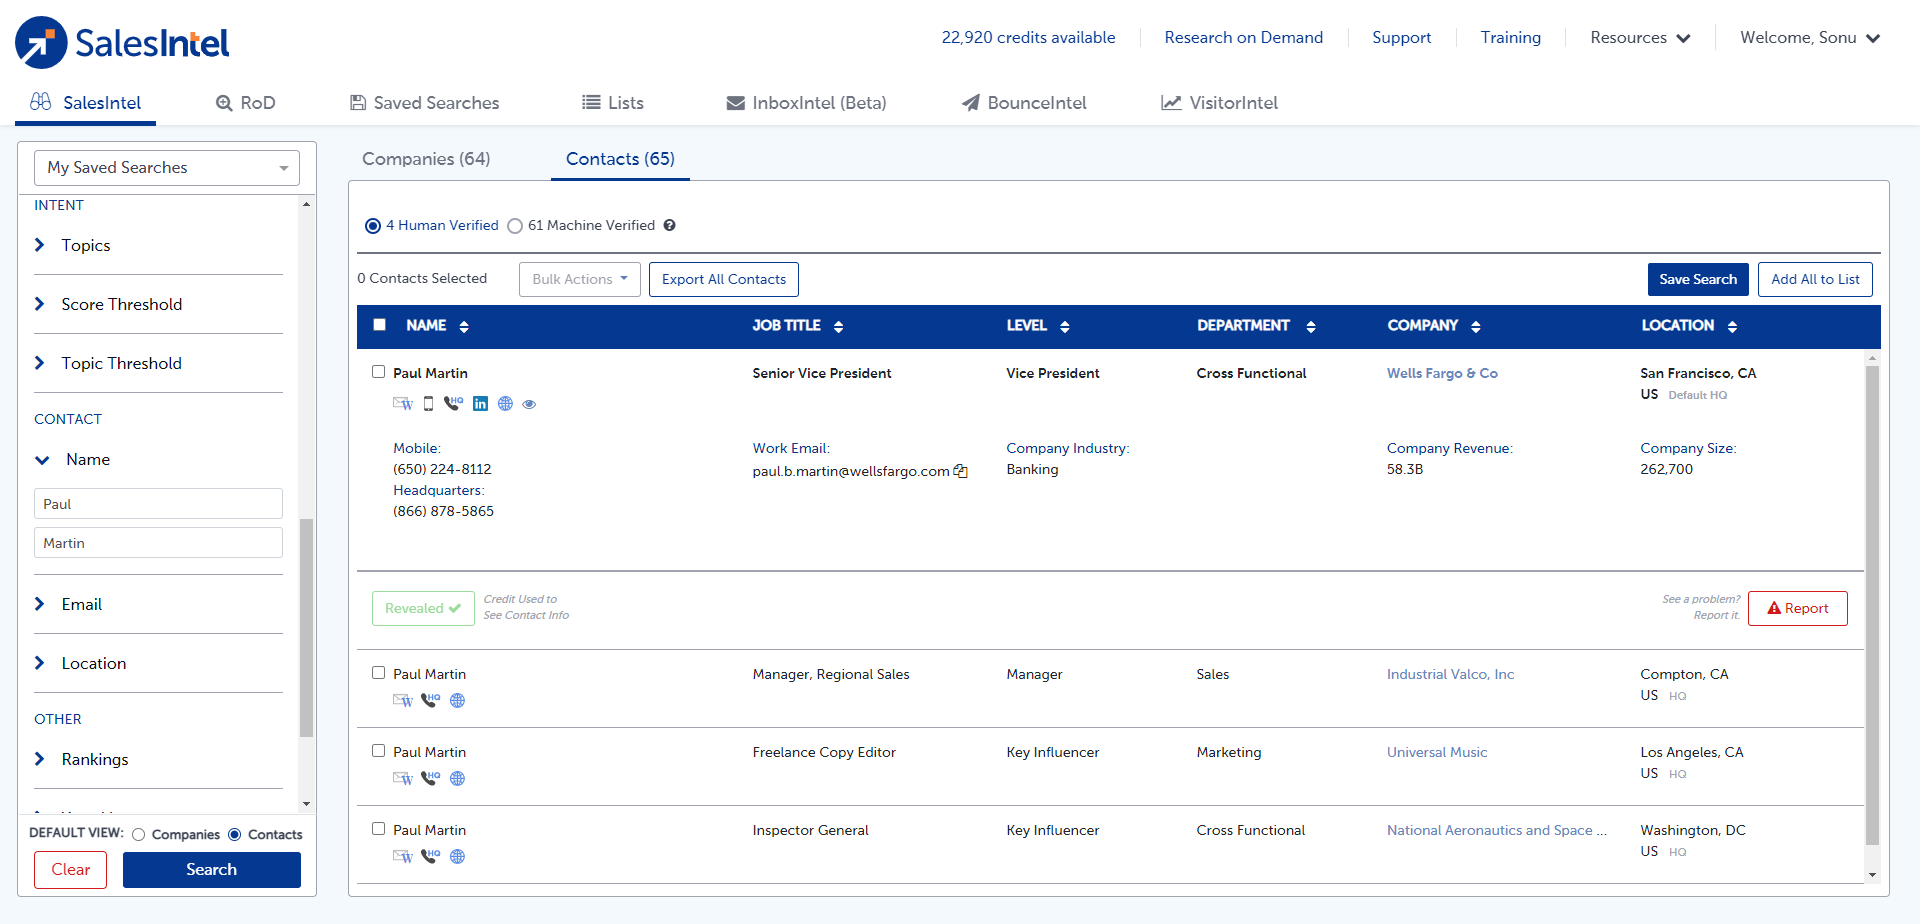 SalesIntel
22,920 credits available
Research on Demand
Support
Training
Resources
Welcome, Sonu
SalesIntel
RoD
Saved Searches
Lists
InboxIntel (Beta)
BounceIntel
VisitorIntel
My Saved Searches
INTENT
Topics
Score Threshold
Topic Threshold
CONTACT
Name
Paul
Martin
Email
Location
OTHER
Rankings
DEFAULT VIEW: Companies Contacts
Clear
Search
Companies (64)
Contacts (65)
4 Human Verified 61 Machine Verified ?
0 Contacts Selected
Bulk Actions
Export All Contacts
Save Search
Add All to List
NAME JOB TITLE LEVEL DEPARTMENT COMPANY LOCATION
Paul Martin Senior Vice President Vice President Cross Functional Wells Fargo & Co San Francisco, CA
US Default HQ
W HQ in
Mobile: Work Email: Company Industry: Company Revenue: Company Size:
(650) 224-8112 paul.b.martin@wellsfargo.com Banking 58.3B 262,700
Headquarters:
(866) 878-5865
Revealed
Credit Used to
See Contact Info
See a problem?
Report it.
Report
Paul Martin Manager, Regional Sales Manager Sales Industrial Valco, Inc Compton, CA
W HQ US HQ
Paul Martin Freelance Copy Editor Key Influencer Marketing Universal Music Los Angeles, CA
W HQ US HQ
Paul Martin Inspector General Key Influencer Cross Functional National Aeronautics and Space ... Washington, DC
W HQ US HQ